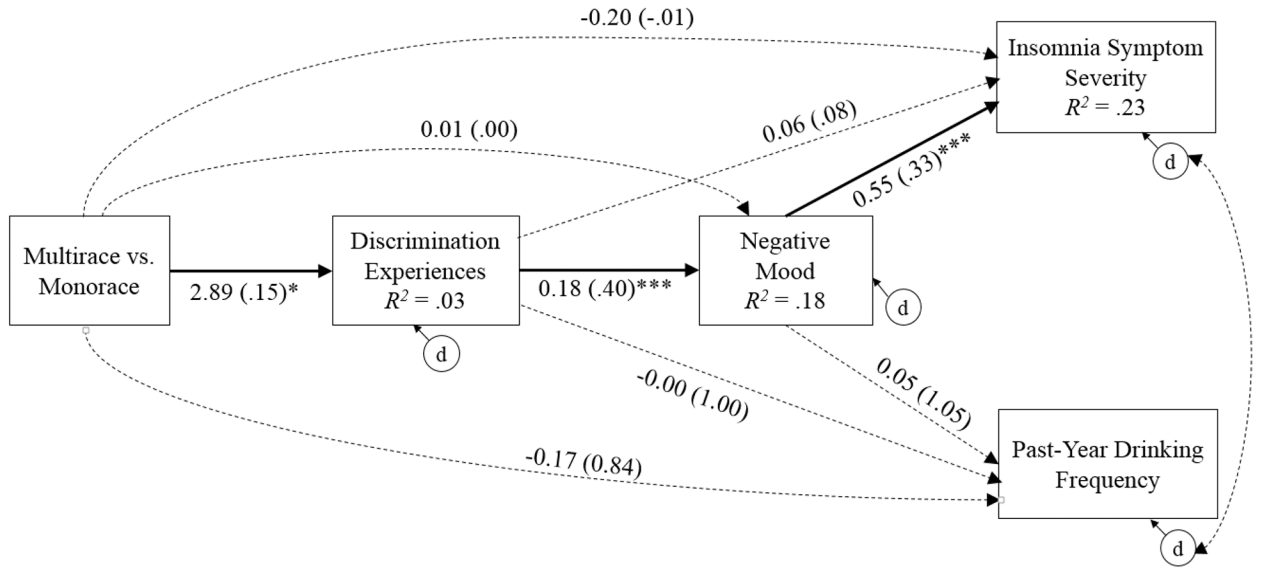 -0.20 (-.01)
Insomnia Symptom
Severity
R² = .23
d
0.01 (.00)
0.06 (.08)
0.55 (.33)***
Multirace vs.
Monorace
2.89 (.15)*
Discrimination
Experiences
R² = .03
d
0.18 (.40)***
Negative
Mood
R² = .18
d
-0.00 (1.00)
0.05 (1.05)
-0.17 (0.84)
Past-Year Drinking
Frequency
d